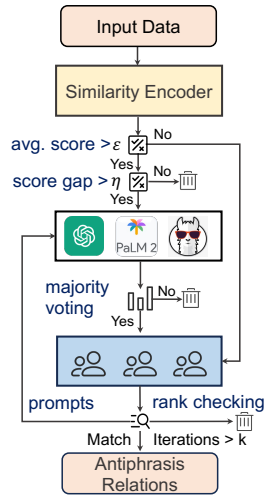 Input Data
Similarity Encoder
avg. score > ε
No
Yes
score gap > η
No
Yes
PaLM 2
majority
voting
No
Yes
prompts
rank checking
Match
Iterations > k
Antiphrasis
Relations